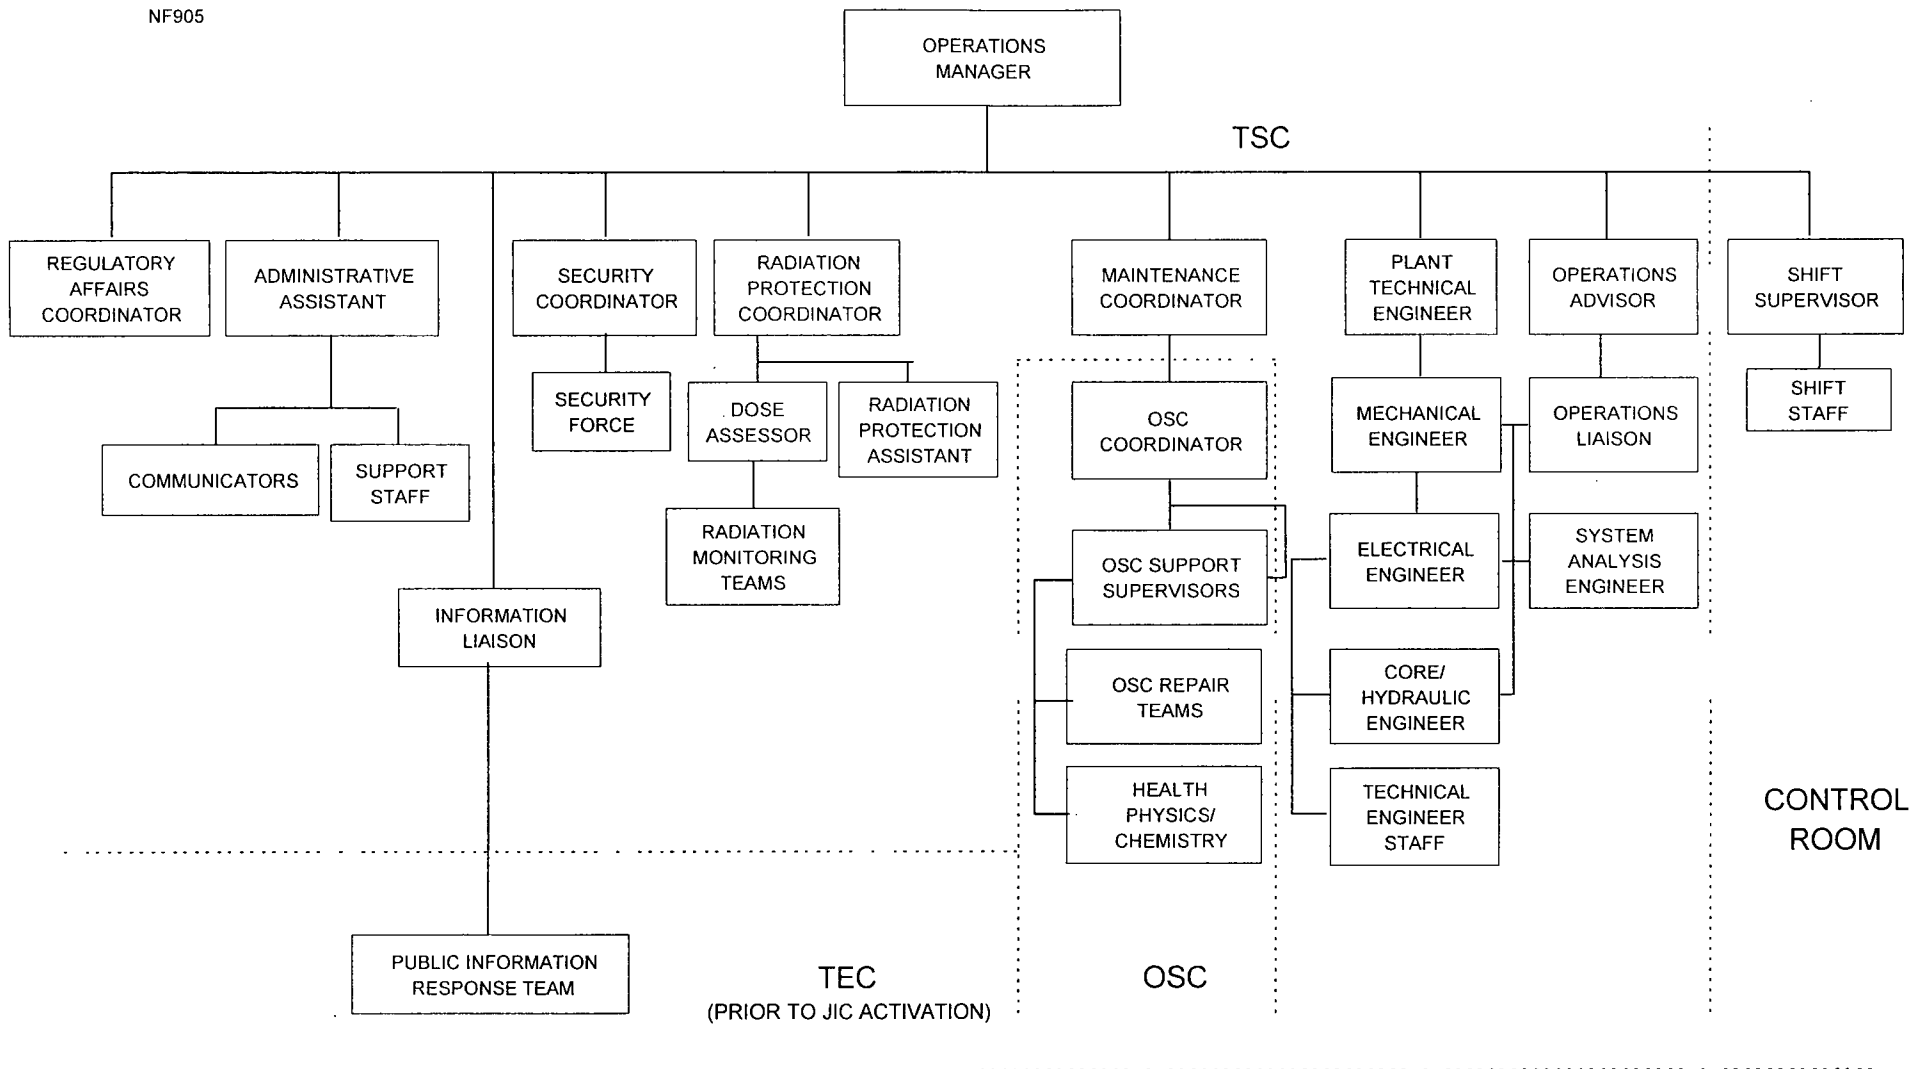 NF905
OPERATIONS
MANAGER
TSC
REGULATORY
AFFAIRS
COORDINATOR
ADMINISTRATIVE
ASSISTANT
SECURITY
COORDINATOR
RADIATION
PROTECTION
COORDINATOR
MAINTENANCE
COORDINATOR
PLANT
TECHNICAL
ENGINEER
OPERATIONS
ADVISOR
SHIFT
SUPERVISOR
SECURITY
FORCE
DOSE
ASSESSOR
RADIATION
PROTECTION
ASSISTANT
OSC
COORDINATOR
MECHANICAL
ENGINEER
OPERATIONS
LIAISON
SHIFT
STAFF
COMMUNICATORS
SUPPORT
STAFF
RADIATION
MONITORING
TEAMS
OSC SUPPORT
SUPERVISORS
ELECTRICAL
ENGINEER
SYSTEM
ANALYSIS
ENGINEER
INFORMATION
LIAISON
OSC REPAIR
TEAMS
CORE/
HYDRAULIC
ENGINEER
HEALTH
PHYSICS/
CHEMISTRY
TECHNICAL
ENGINEER
STAFF
CONTROL
ROOM
PUBLIC INFORMATION
RESPONSE TEAM
TEC
(PRIOR TO JIC ACTIVATION)
OSC